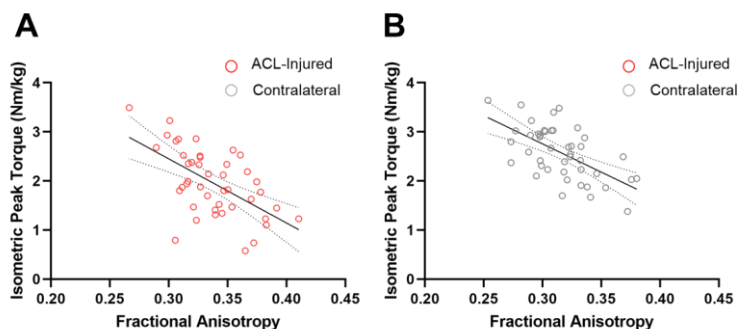 A
ACL-Injured
Contralateral
Isometric Peak Torque (Nm/kg)
4
3
2
1
0
0.20 0.25 0.30 0.35 0.40 0.45
Fractional Anisotropy
B
ACL-Injured
Contralateral
Isometric Peak Torque (Nm/kg)
4
3
2
1
0
0.20 0.25 0.30 0.35 0.40 0.45
Fractional Anisotropy